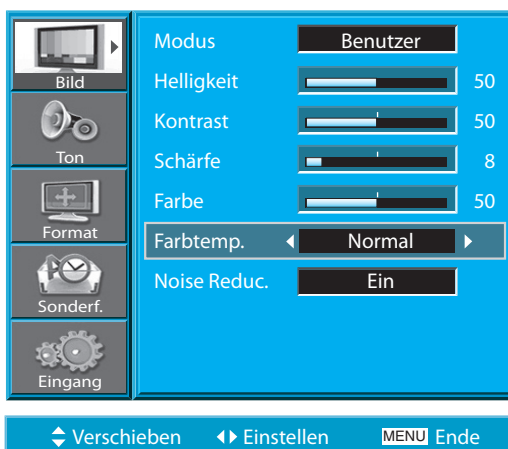 Bild
Ton
Format
Sonderf.
Eingang
Modus Benutzer
Helligkeit 50
Kontrast 50
Schärfe 8
Farbe 50
Farbtemp. Normal
Noise Reduc. Ein
Verschieben Einstellen MENU Ende